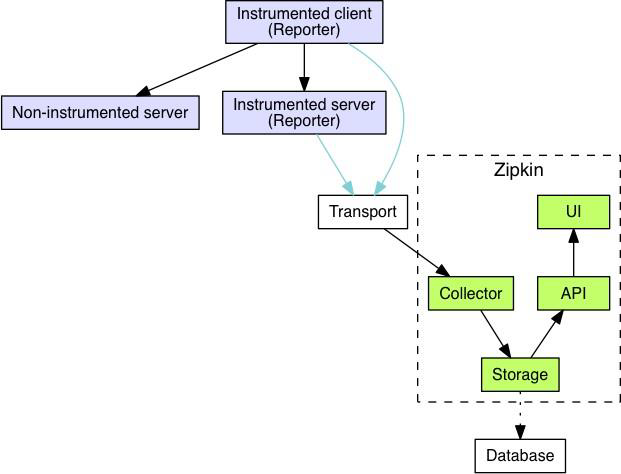 Instrumented client
(Reporter)
Non-instrumented server
Instrumented server
(Reporter)
Zipkin
Transport
UI
Collector
API
Storage
Database